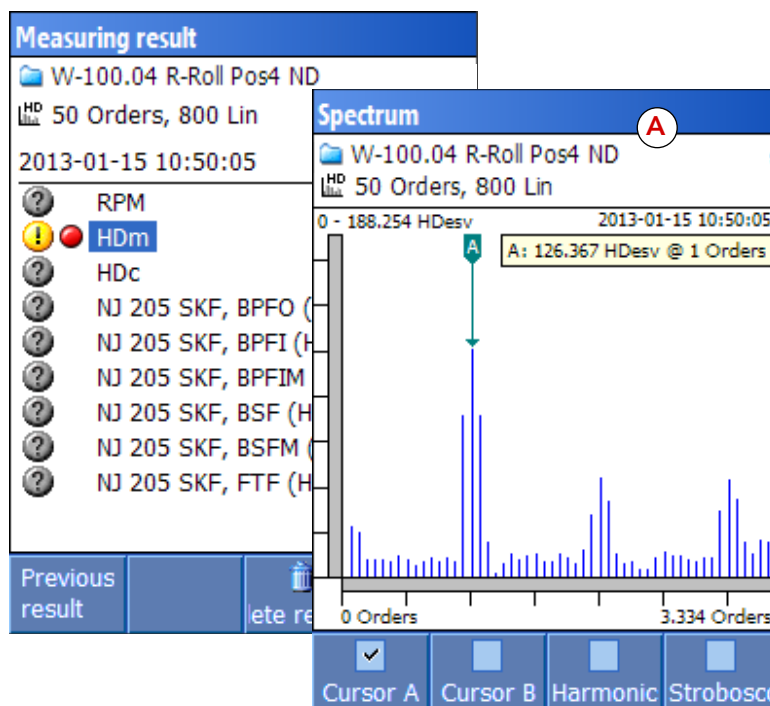 Measuring result
W-100.04 R-Roll Pos4 ND
HD 50 Orders, 800 Lin
2013-01-15 10:50:05
RPM
HDm
HDc
NJ 205 SKF, BPFO (
NJ 205 SKF, BPFI (H
NJ 205 SKF, BPFIM
NJ 205 SKF, BSF (H
NJ 205 SKF, BSFM (
NJ 205 SKF, FTF (H
Previous
result
lete re
Spectrum
A
W-100.04 R-Roll Pos4 ND
HD 50 Orders, 800 Lin
0 - 188.254 HDesv 2013-01-15 10:50:05
A
A: 126.367 HDesv @ 1 Orders
0 Orders 3.334 Orders
Cursor A Cursor B Harmonic Strobosco